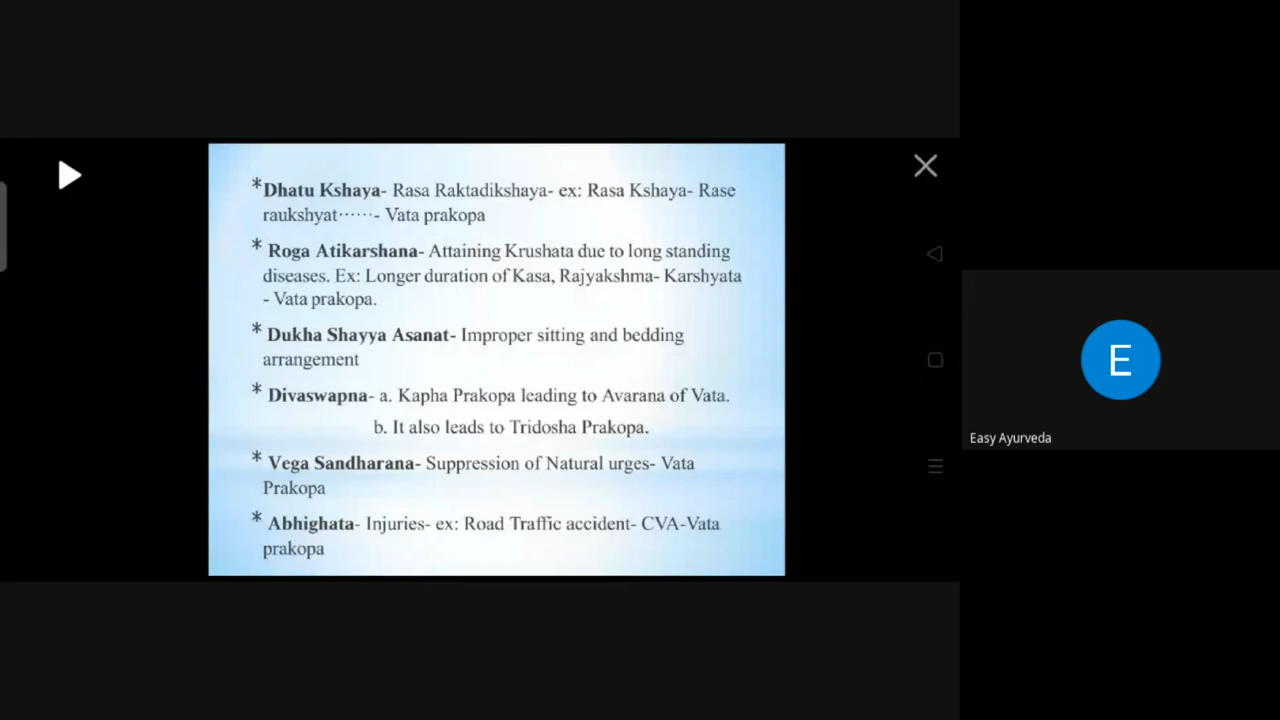 *Dhatu Kshaya- Rasa Raktadikshaya- ex: Rasa Kshaya- Rase
raukshyat······- Vata prakopa
* Roga Atikarshana- Attaining Krushata due to long standing
diseases. Ex: Longer duration of Kasa, Rajyakshma- Karshyata
- Vata prakopa.
* Dukha Shayya Asanat- Improper sitting and bedding
arrangement
* Divaswapna- a. Kapha Prakopa leading to Avarana of Vata.
b. It also leads to Tridosha Prakopa.
* Vega Sandharana- Suppression of Natural urges- Vata
Prakopa
* Abhighata- Injuries- ex: Road Traffic accident- CVA-Vata
prakopa
E
Easy Ayurveda